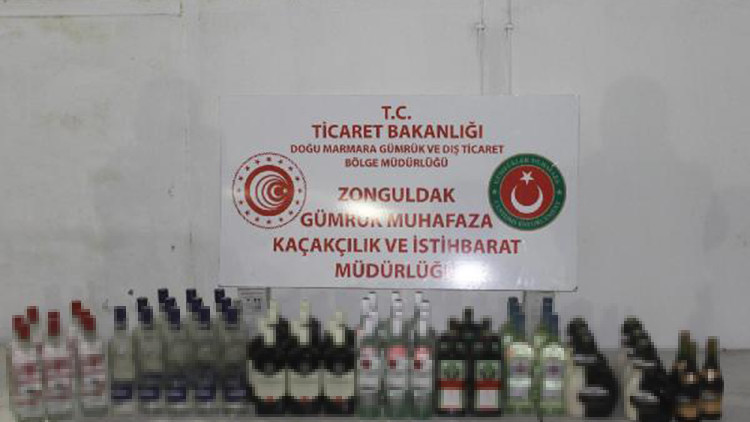 T.C.
TİCARET BAKANLIĞI
DOĞU MARMARA GÜMRÜK VE DIŞ TİCARET
BÖLGE MÜDÜRLÜĞÜ
ZONGULDAK
GÜMRÜK MUHAFAZA
KAÇAKÇILIK VE İSTİHBARAT
MÜDÜRLÜĞÜ